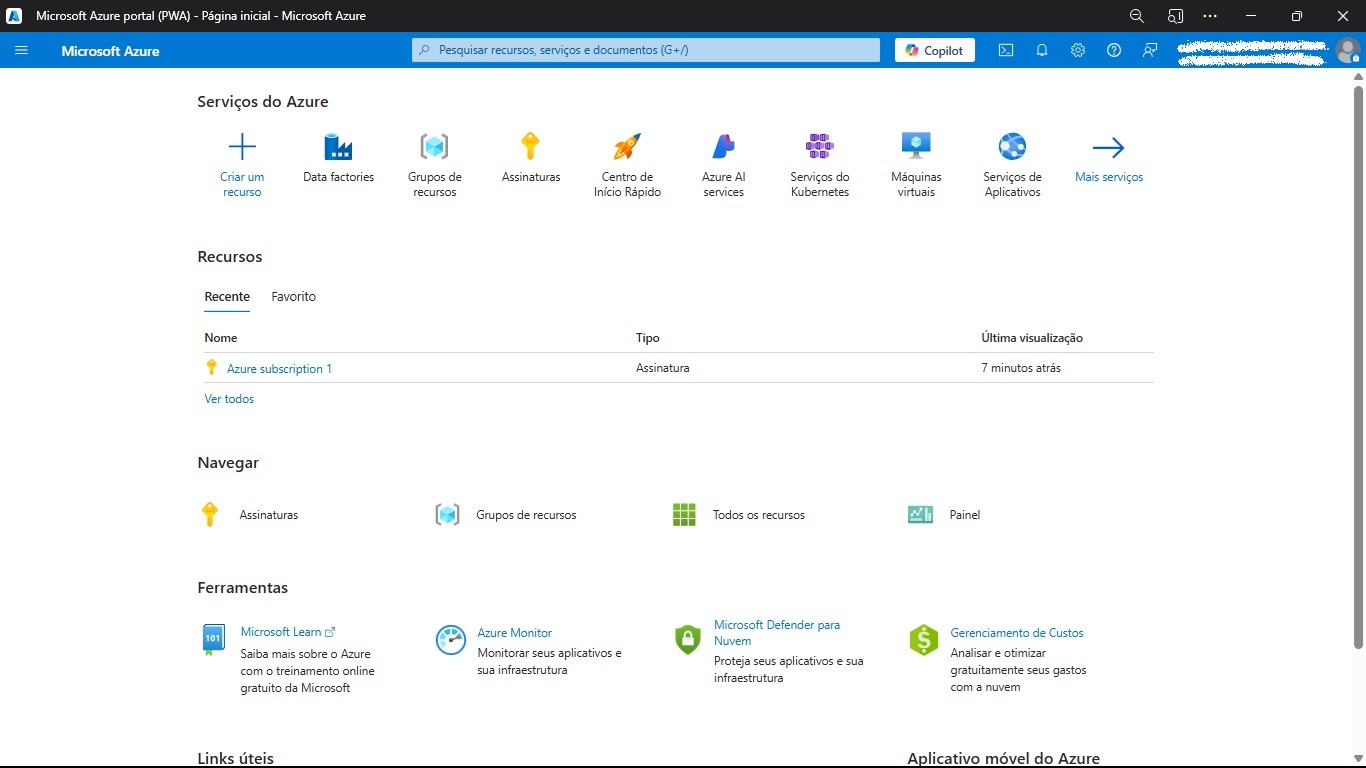 Microsoft Azure portal (PWA) - Página inicial - Microsoft Azure
Microsoft Azure
Pesquisar recursos, serviços e documentos (G+/)
Copilot
Serviços do Azure
Criar um
recurso
Data factories
Grupos de
recursos
Assinaturas
Centro de
Início Rápido
Azure AI
services
Serviços do
Kubernetes
Máquinas
virtuais
Serviços de
Aplicativos
Mais serviços
Recursos
Recente
Favorito
Nome
Tipo
Última visualização
Azure subscription 1
Assinatura
7 minutos atrás
Ver todos
Navegar
Assinaturas
Grupos de recursos
Todos os recursos
Painel
Ferramentas
101
Microsoft Learn
Saiba mais sobre o Azure
com o treinamento online
gratuito da Microsoft
Azure Monitor
Monitorar seus aplicativos e
sua infraestrutura
Microsoft Defender para
Nuvem
Proteja seus aplicativos e sua
infraestrutura
$
Gerenciamento de Custos
Analisar e otimizar
gratuitamente seus gastos
com a nuvem
Links úteis
Aplicativo móvel do Azure